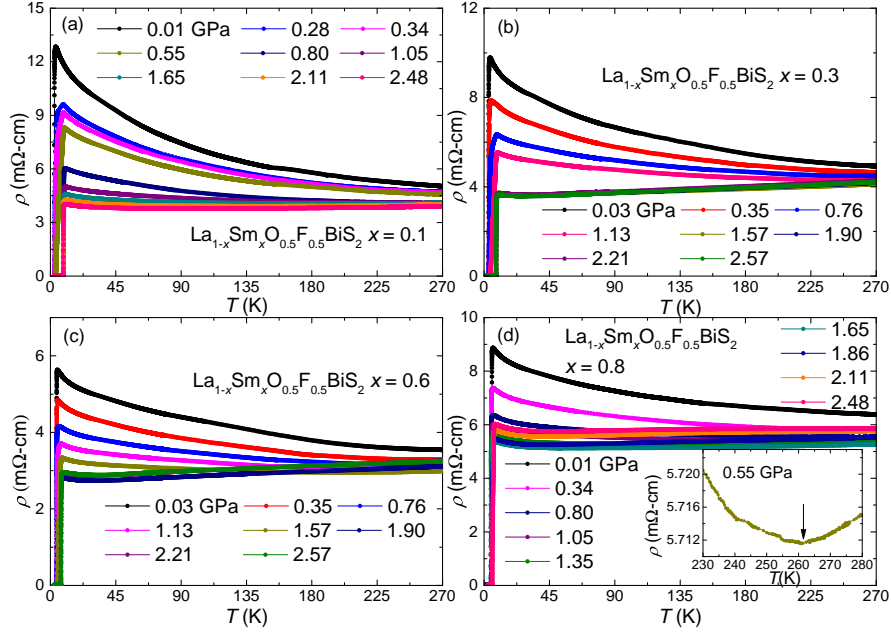 (a)
0.01 GPa 0.28 0.34
0.55 0.80 1.05
1.65 2.11 2.48
La1-xSmxO0.5F0.5BiS2 x = 0.1
ρ (mΩ-cm)
15
12
9
6
3
0
0 45 90 135 180 225 270
T (K)
(b)
La1-xSmxO0.5F0.5BiS2 x = 0.3
0.03 GPa 0.35 0.76
1.13 1.57 1.90
2.21 2.57
ρ (mΩ-cm)
12
8
4
0
0 45 90 135 180 225 270
T (K)
(c)
La1-xSmxO0.5F0.5BiS2 x = 0.6
0.03 GPa 0.35 0.76
1.13 1.57 1.90
2.21 2.57
ρ (mΩ-cm)
6
4
2
0
0 45 90 135 180 225 270
T (K)
(d)
La1-xSmxO0.5F0.5BiS2
x = 0.8
1.65
1.86
2.11
2.48
0.01 GPa
0.34
0.80
1.05
1.35
ρ (mΩ-cm)
10
8
6
4
2
0
0 45 90 135 180 225 270
T (K)
0.55 GPa
ρ (mΩ-cm)
5.720
5.716
5.712
230 240 250 260 270 280
T(K)